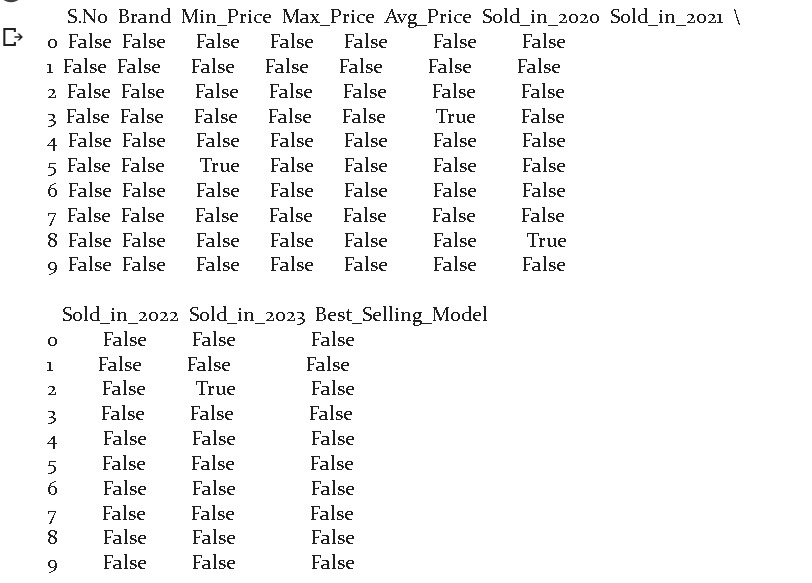 S.No Brand Min_Price Max_Price Avg_Price Sold_in_2020 Sold_in_2021 \
0 False False False False False False False
1 False False False False False False False
2 False False False False False False False
3 False False False False False True False
4 False False False False False False False
5 False False True False False False False
6 False False False False False False False
7 False False False False False False False
8 False False False False False False True
9 False False False False False False False
Sold_in_2022 Sold_in_2023 Best_Selling_Model
0 False False False
1 False False False
2 False True False
3 False False False
4 False False False
5 False False False
6 False False False
7 False False False
8 False False False
9 False False False